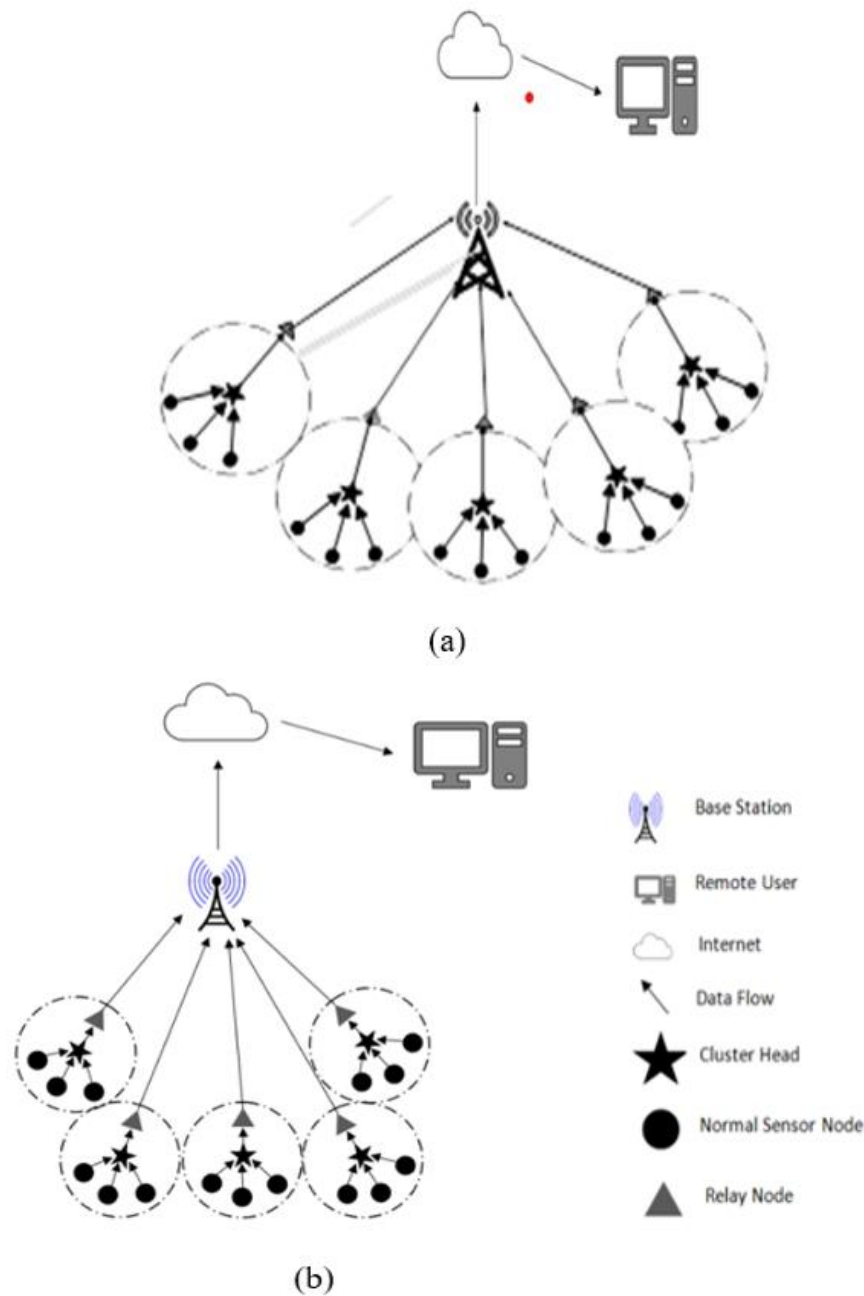 (a)
Base Station
Remote User
Internet
Data Flow
Cluster Head
Normal Sensor Node
Relay Node
(b)